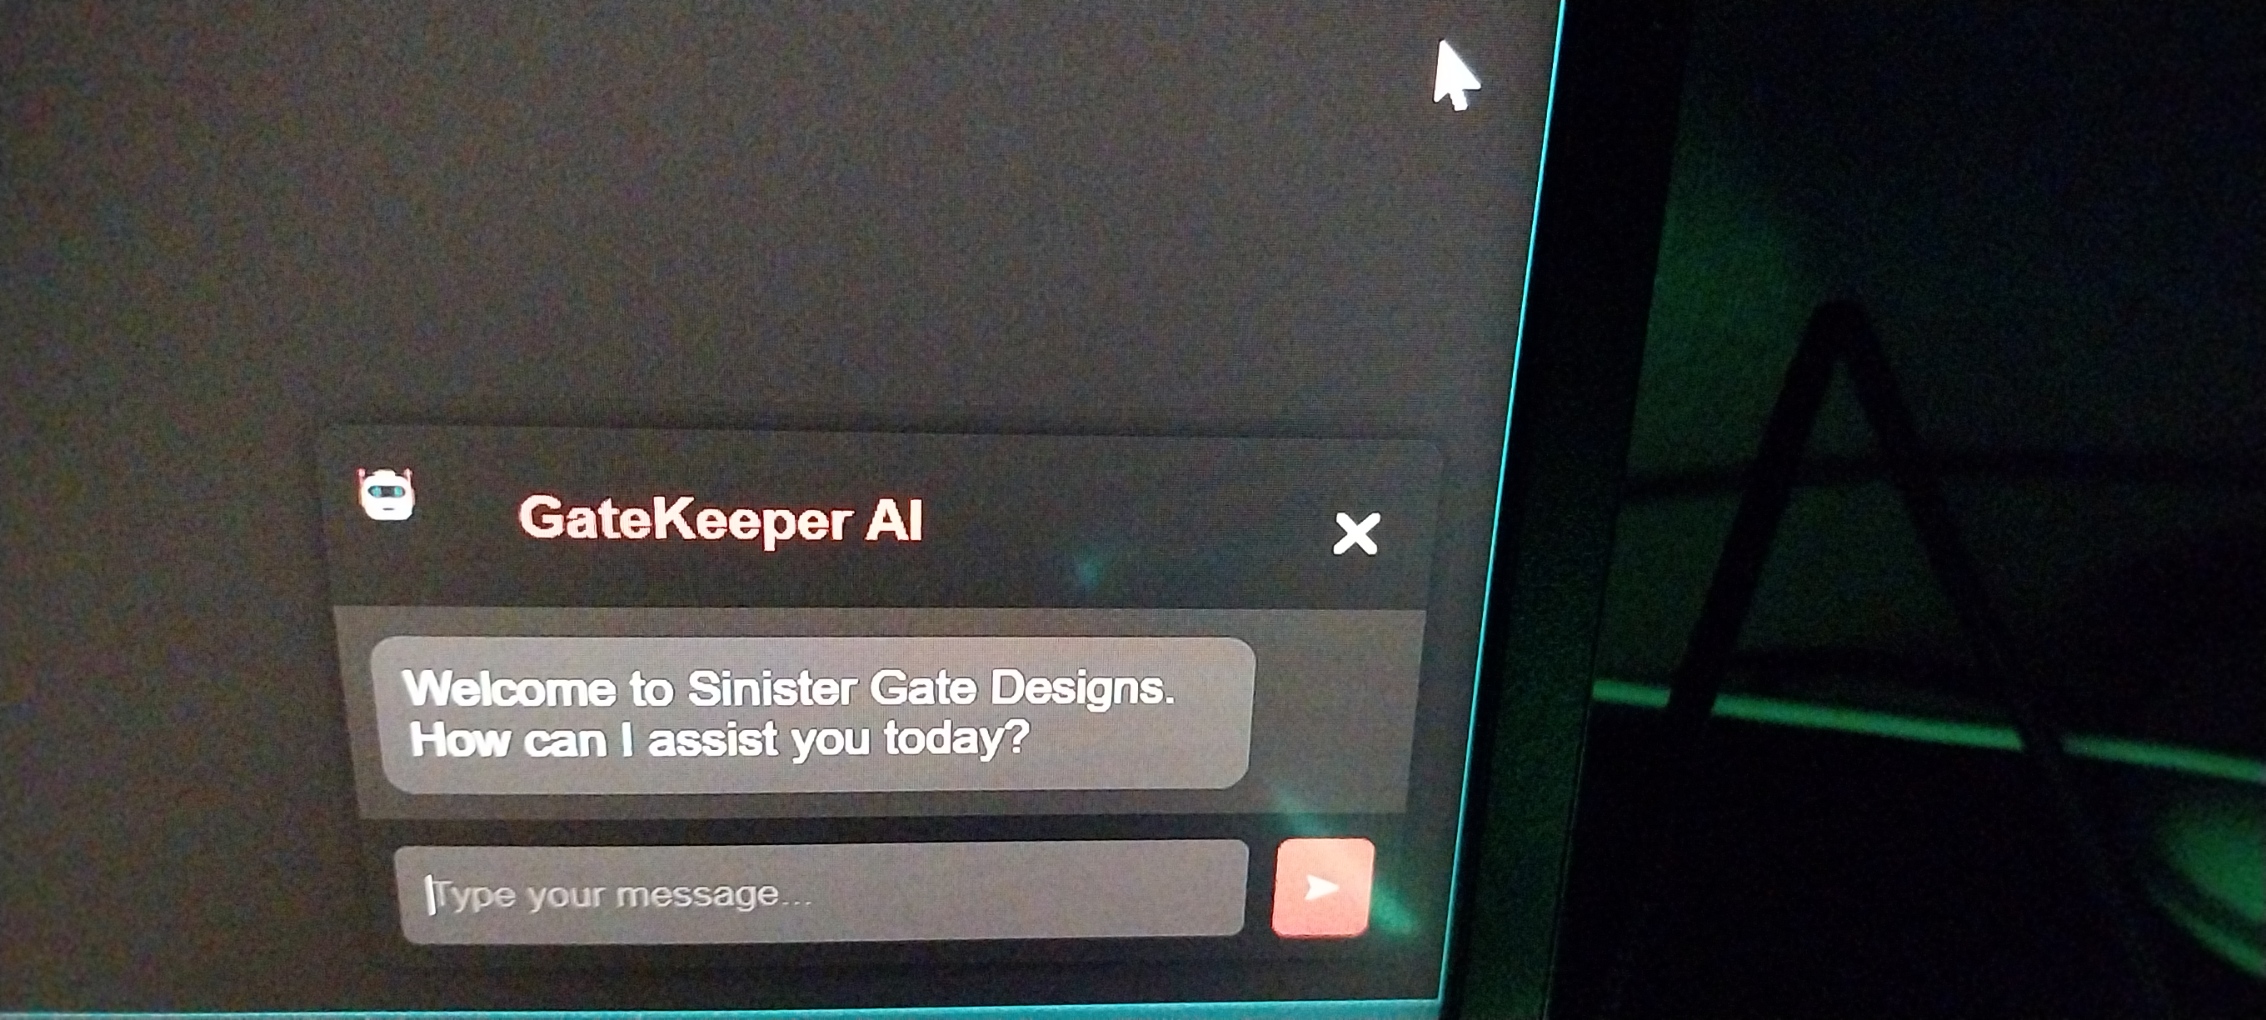 GateKeeper AI
Welcome to Sinister Gate Designs.
How can I assist you today?
Type your message...